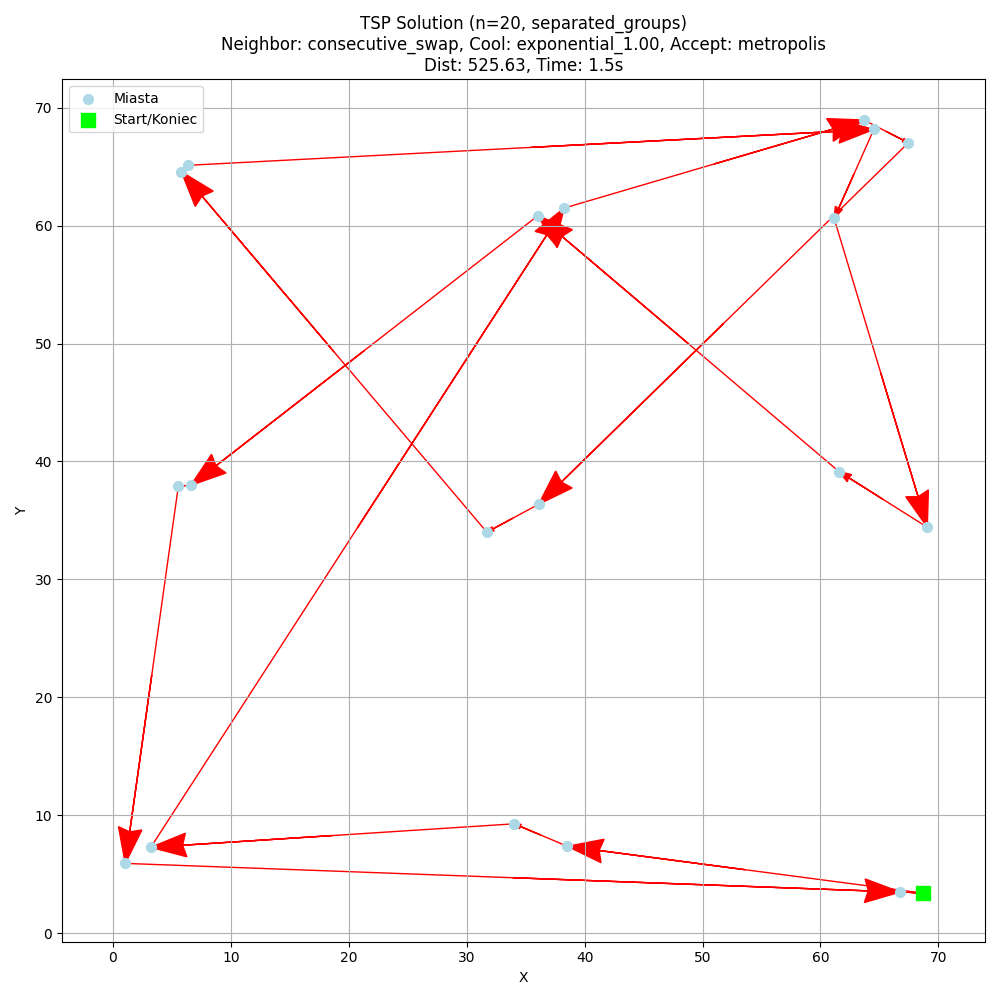 TSP Solution (n=20, separated_groups)
Neighbor: consecutive_swap, Cool: exponential_1.00, Accept: metropolis
Dist: 525.63, Time: 1.5s
Miasta
Start/Koniec
70
60
50
40
30
20
10
0
Y
0 10 20 30 40 50 60 70
X